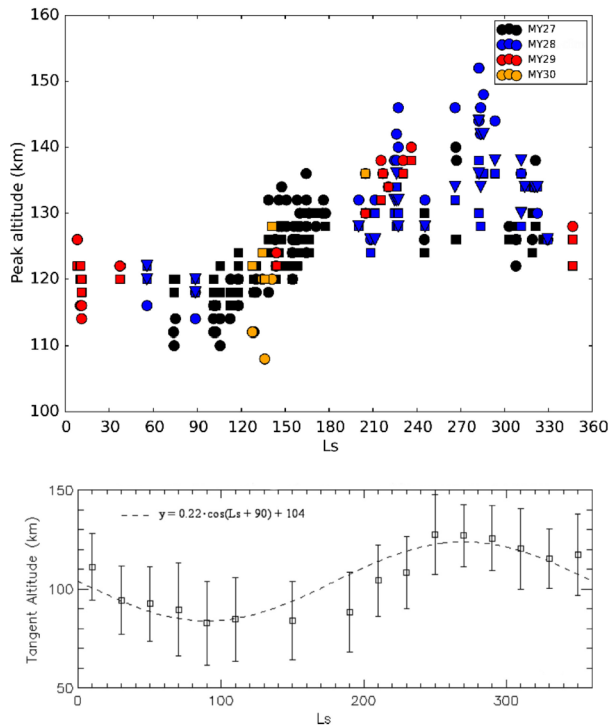 160
150
140
130
120
110
100
Peak altitude (km)
MY27
MY28
MY29
MY30
0 30 60 90 120 150 180 210 240 270 300 330 360
Ls
150
100
50
Tangent Altitude (km)
y = 0.22·cos(Ls + 90) + 104
0 100 200 300
Ls